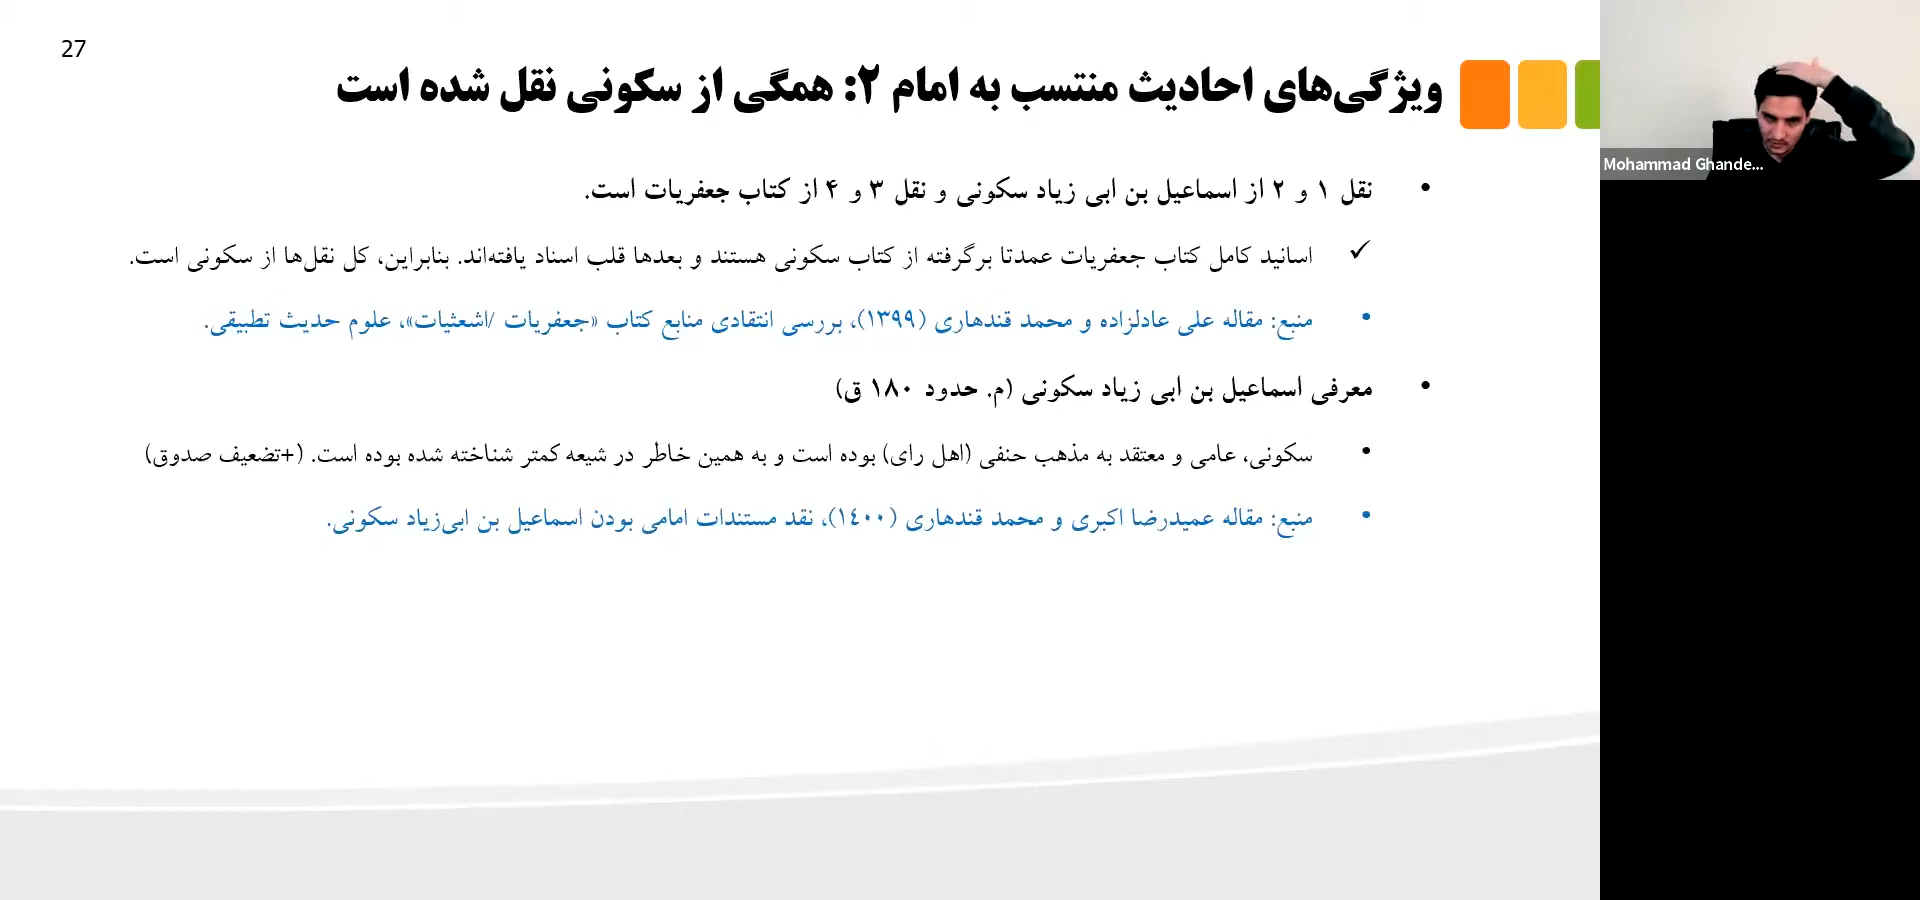 27
ویژگی‌های احادیث منتسب به امام ۲: همگی از سکونی نقل شده است
• نقل ۱ و ۲ از اسماعیل بن ابی زیاد سکونی و نقل ۳ و ۴ از کتاب جعفریات است.
✓ اسانید کامل کتاب جعفریات عمدتا برگرفته از کتاب سکونی هستند و بعدها قلب اسناد یافته‌اند. بنابراین، کل نقل‌ها از سکونی است.
• منبع: مقاله علی عادلزاده و محمد قندهاری (۱۳۹۹)، بررسی انتقادی منابع کتاب «جعفریات /اشعثیات»، علوم حدیث تطبیقی.
• معرفی اسماعیل بن ابی زیاد سکونی (م. حدود ۱۸۰ ق)
• سکونی، عامی و معتقد به مذهب حنفی (اهل رای) بوده است و به همین خاطر در شیعه کمتر شناخته شده بوده است. (+تضعیف صدوق)
• منبع: مقاله عمیدرضا اکبری و محمد قندهاری (۱۴۰۰)، نقد مستندات امامی بودن اسماعیل بن ابی‌زیاد سکونی.
Mohammad Ghande...